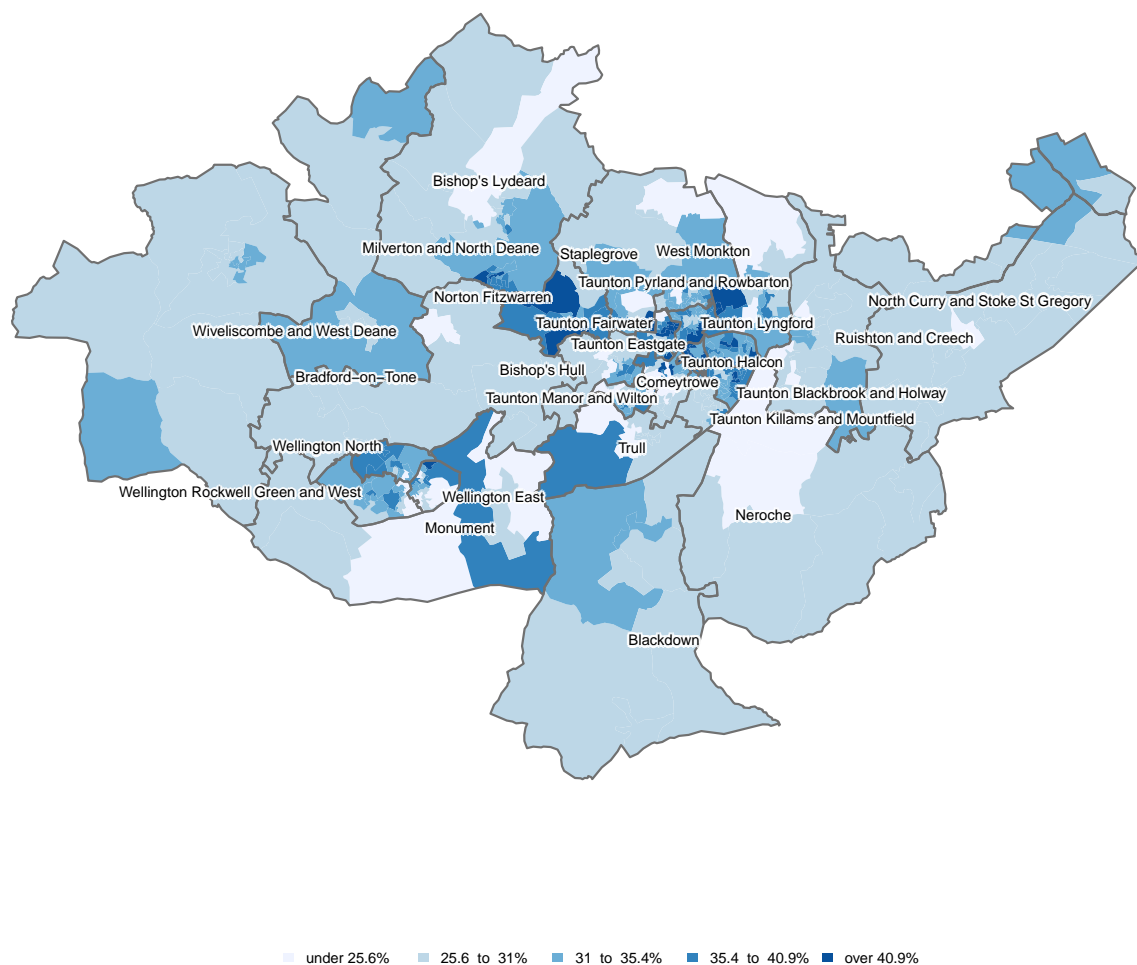 Bishop's Lydeard
Milverton and North Deane
Staplegrove
West Monkton
Taunton Pyrland and Rowbarton
Norton Fitzwarren
North Curry and Stoke St Gregory
Taunton Fairwater
Taunton Lyngford
Wiveliscombe and West Deane
Ruishton and Creech
Taunton Eastgate
Taunton Halcon
Bishop's Hull
Bradford−on−Tone
Comeytrowe
Taunton Manor and Wilton
Taunton Blackbrook and Holway
Taunton Killams and Mountfield
Wellington North
Trull
Wellington Rockwell Green and West
Wellington East
Neroche
Monument
Blackdown
under 25.6% 25.6 to 31% 31 to 35.4% 35.4 to 40.9% over 40.9%